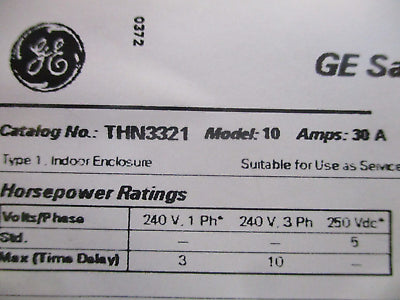 GE
0372
GE Sa
Catalog No.: THN3321 Model: 10 Amps: 30 A
Type 1, Indoor Enclosure Suitable for Use as Service
Horsepower Ratings
Volts/Phase 240 V, 1 Ph* 240 V, 3 Ph 250 Vdc*
Std. — — 5
Max (Time Delay) 3 10 —